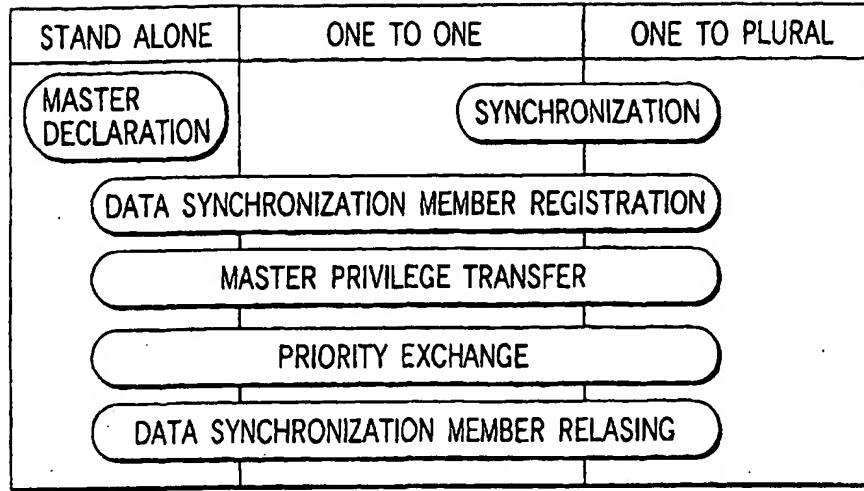 STAND ALONE ONE TO ONE ONE TO PLURAL
MASTER
DECLARATION
SYNCHRONIZATION
DATA SYNCHRONIZATION MEMBER REGISTRATION
MASTER PRIVILEGE TRANSFER
PRIORITY EXCHANGE
DATA SYNCHRONIZATION MEMBER RELASING